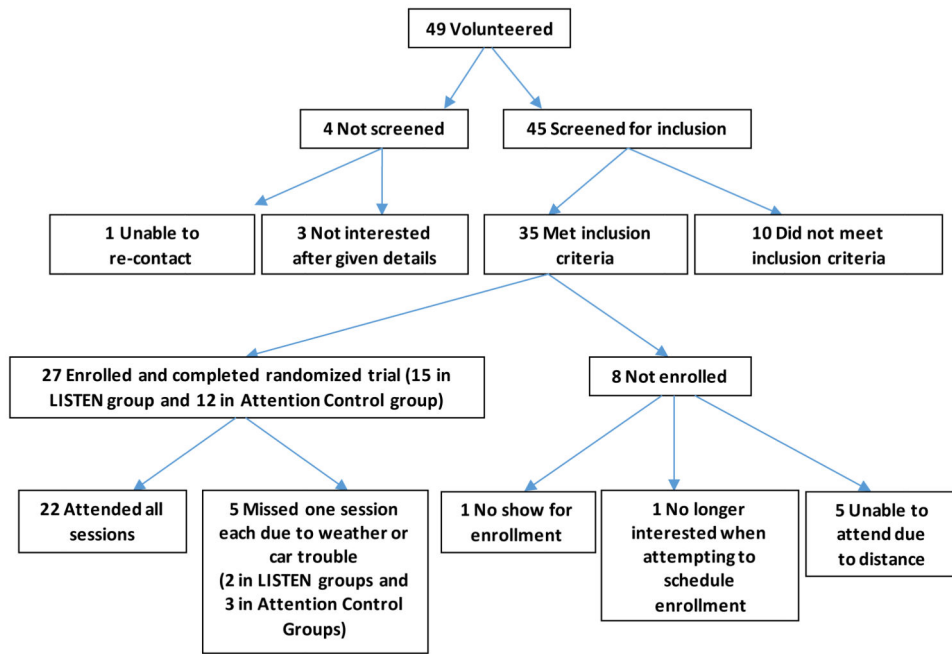 49 Volunteered
4 Not screened
45 Screened for inclusion
1 Unable to
re-contact
3 Not interested
after given details
35 Met inclusion
criteria
10 Did not meet
inclusion criteria
27 Enrolled and completed randomized trial (15 in
LISTEN group and 12 in Attention Control group)
8 Not enrolled
22 Attended all
sessions
5 Missed one session
each due to weather or
car trouble
(2 in LISTEN groups and
3 in Attention Control
Groups)
1 No show for
enrollment
1 No longer
interested when
attempting to
schedule
enrollment
5 Unable to
attend due
to distance